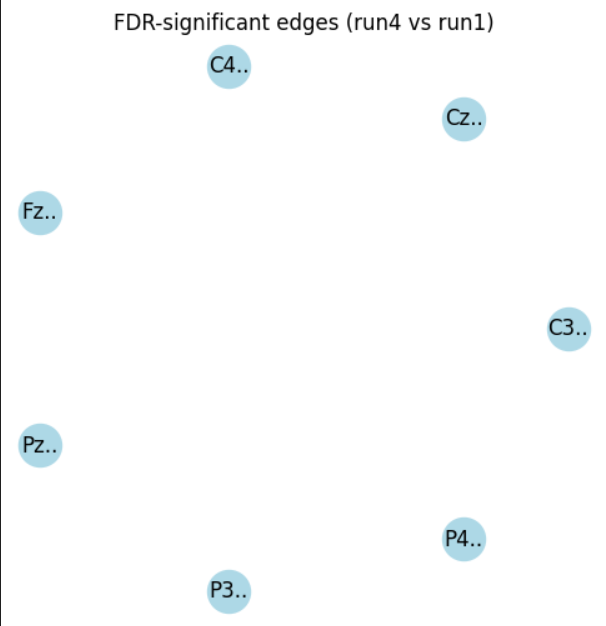 FDR-significant edges (run4 vs run1)
C4..
Cz..
Fz..
C3..
Pz..
P4..
P3..